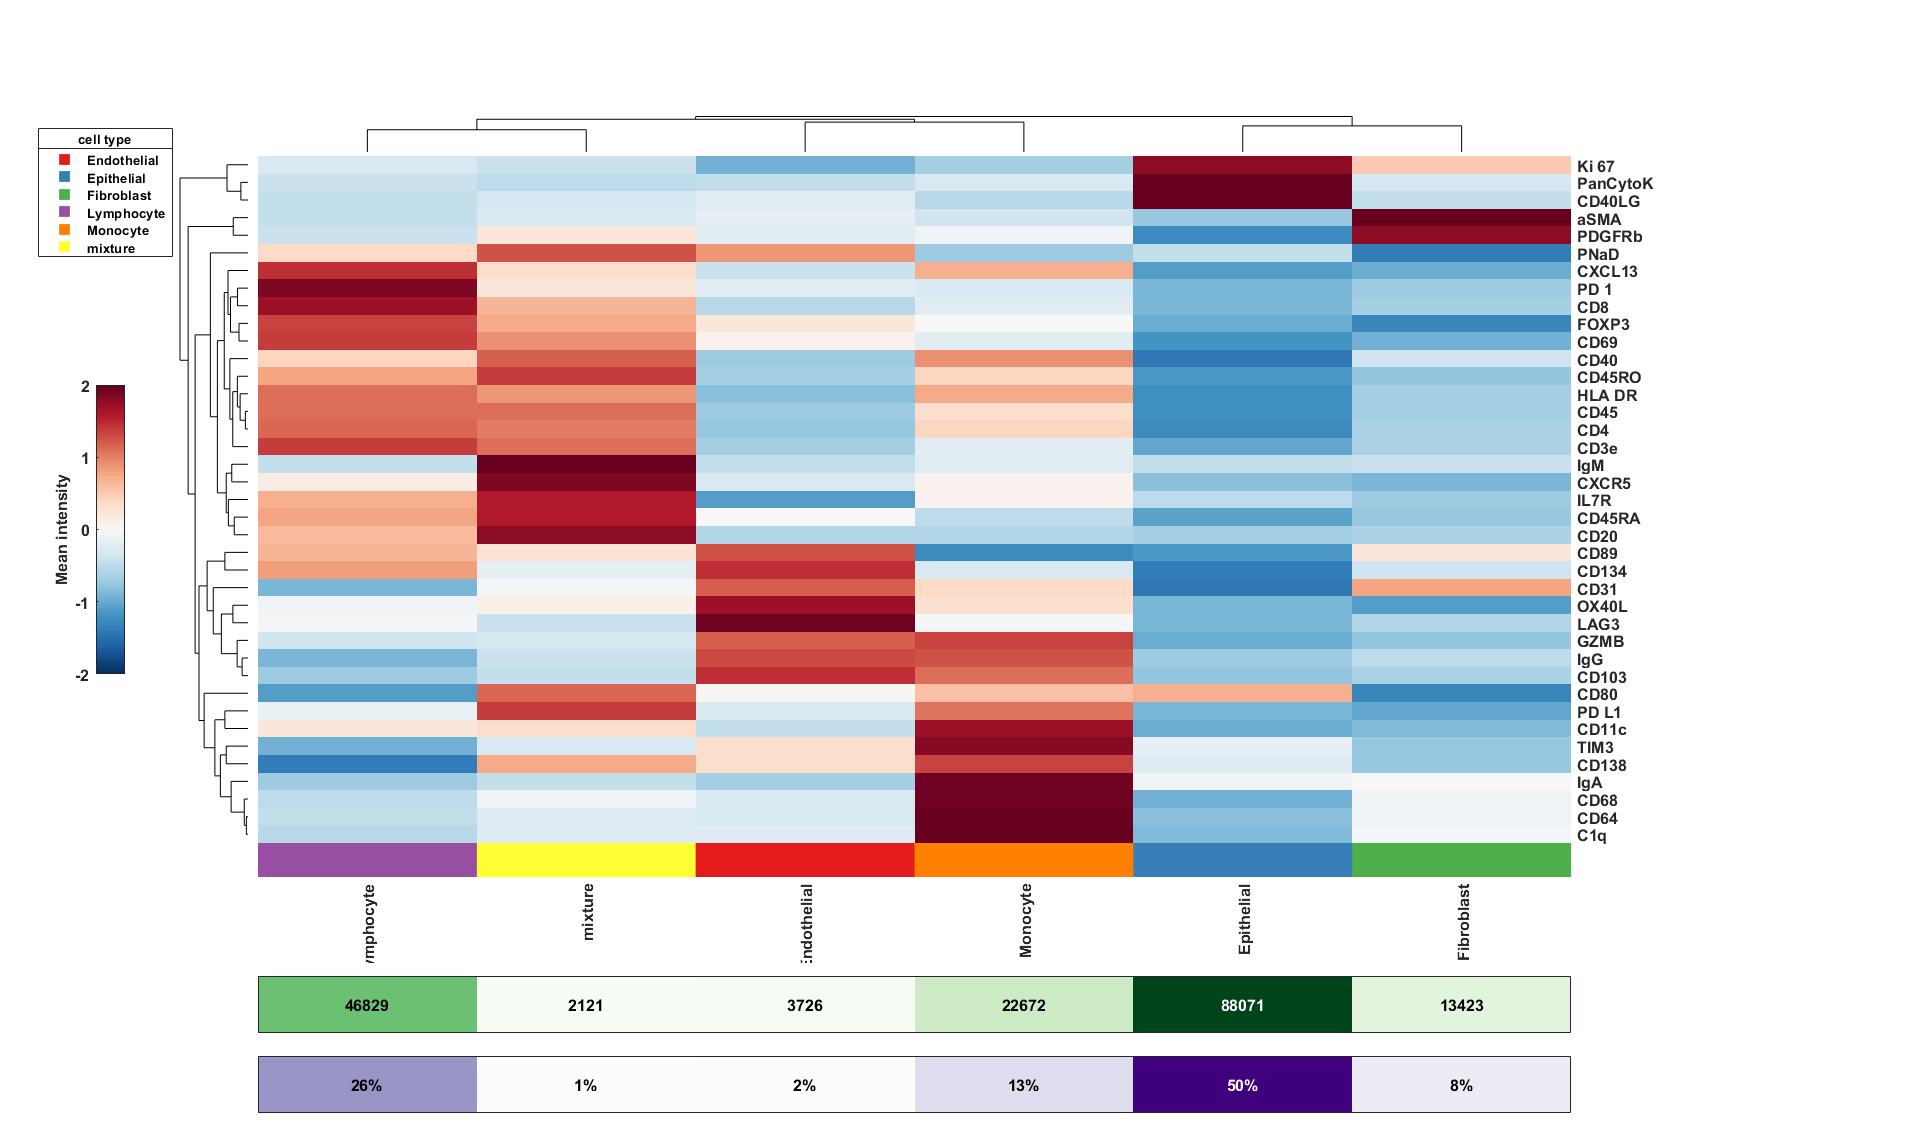 cell type
Endothelial
Epithelial
Fibroblast
Lymphocyte
Monocyte
mixture
Ki 67
PanCytoK
CD40LG
aSMA
PDGFRb
PNaD
CXCL13
PD 1
CD8
FOXP3
CD69
CD40
CD45RO
HLA DR
CD45
CD4
CD3e
IgM
CXCR5
IL7R
CD45RA
CD20
CD89
CD134
CD31
OX40L
LAG3
GZMB
IgG
CD103
CD80
PD L1
CD11c
TIM3
CD138
IgA
CD68
CD64
C1q
Mean intensity
2
1
0
-1
-2
ymphocyte
mixture
Endothelial
Monocyte
Epithelial
Fibroblast
46829 2121 3726 22672 88071 13423
26% 1% 2% 13% 50% 8%